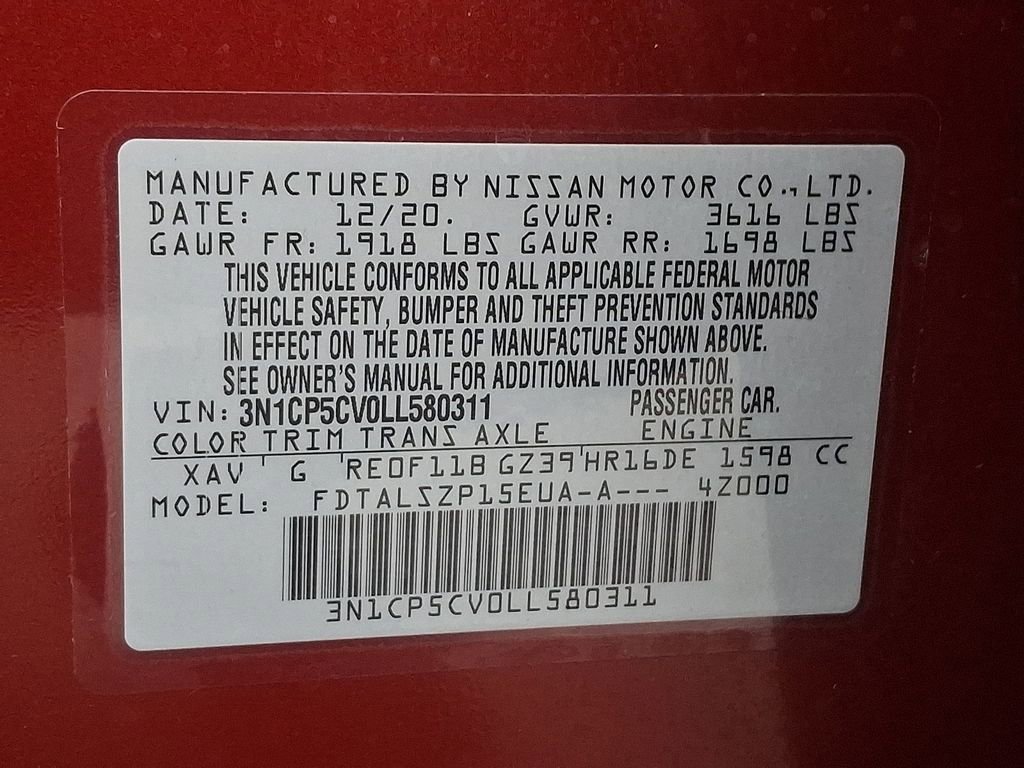 MANUFACTURED BY NISSAN MOTOR CO., LTD.
DATE: 12/20. GVWR: 3616 LBS
GAWR FR: 1918 LBS GAWR RR: 1698 LBS
THIS VEHICLE CONFORMS TO ALL APPLICABLE FEDERAL MOTOR
VEHICLE SAFETY, BUMPER AND THEFT PREVENTION STANDARDS
IN EFFECT ON THE DATE OF MANUFACTURE SHOWN ABOVE.
SEE OWNER'S MANUAL FOR ADDITIONAL INFORMATION.
VIN: 3N1CP5CV0LL580311 PASSENGER CAR.
COLOR TRIM TRANS AXLE ENGINE
XAV G RE0F11B GZ39 HR16DE 1598 CC
MODEL: FDTALSZP15EUA-A--- 4Z000
3N1CP5CV0LL580311